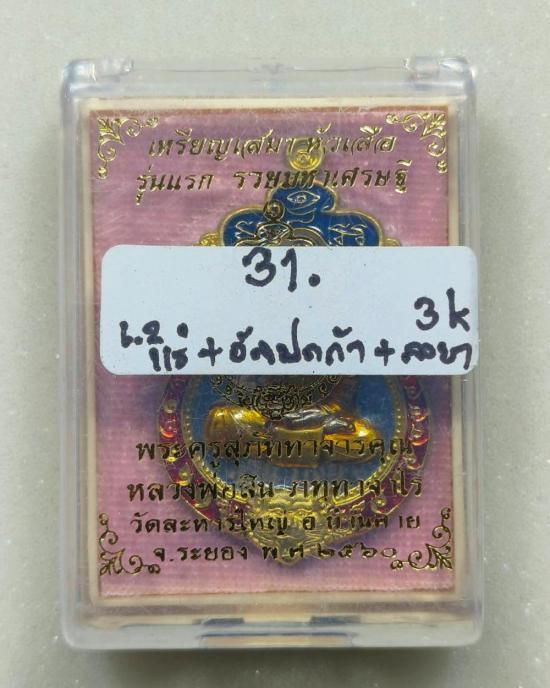 เหรียญเสมา หัวเสือ
รุ่นแรก รวยมหาเศรษฐี
31.
3k
พระครูสุภัททาจารคุณ
หลวงพ่อสิน ภทฺทาจาโร
วัดละหารใหญ่ อ.บ้านค่าย
จ.ระยอง พ.ศ ๒๕๖๐